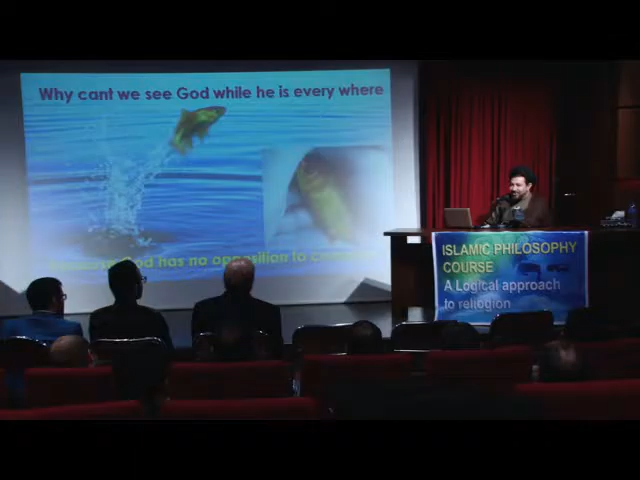 Why cant we see God while he is every where
God has no opposition to
ISLAMIC PHILOSOPHY
COURSE
A Logical approach
to reliogion